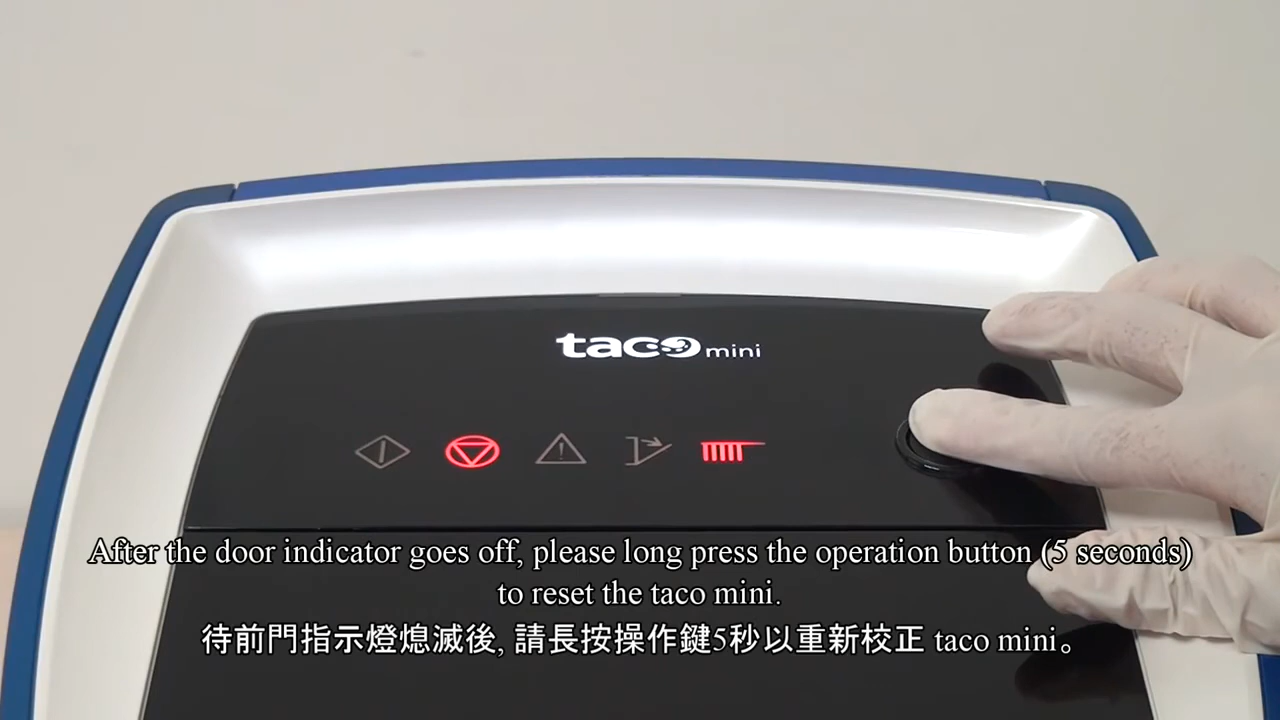 taco mini
After the door indicator goes off, please long press the operation button (5 seconds)
to reset the taco mini.
待前門指示燈熄滅後, 請長按操作鍵5秒以重新校正 taco mini。